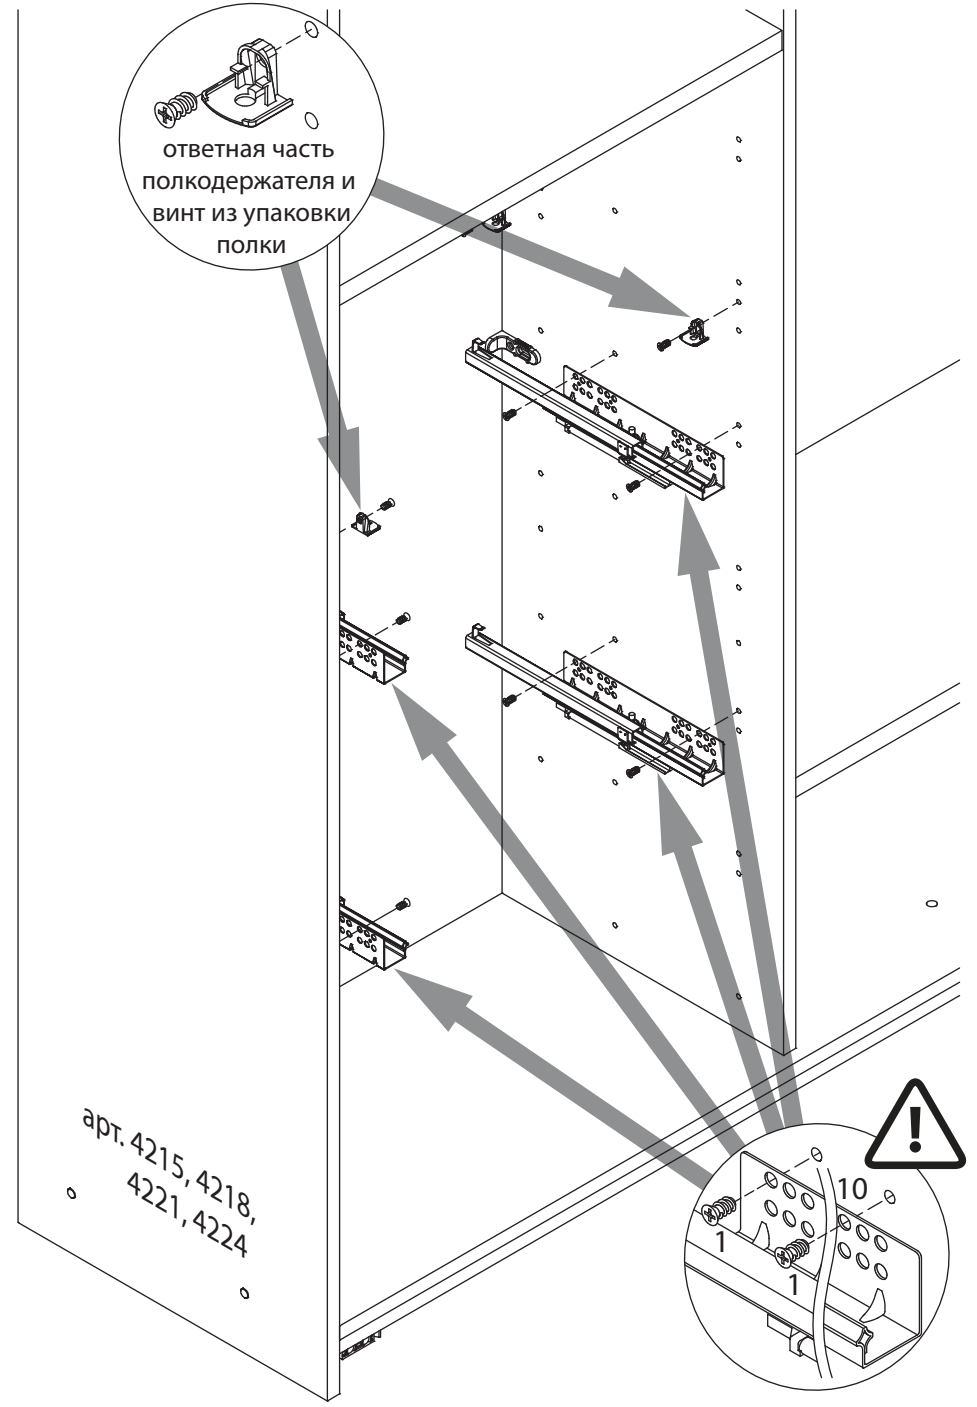 ответная часть
полкодержателя и
винт из упаковки
полки
арт. 4215, 4218,
4221, 4224
10
1
1